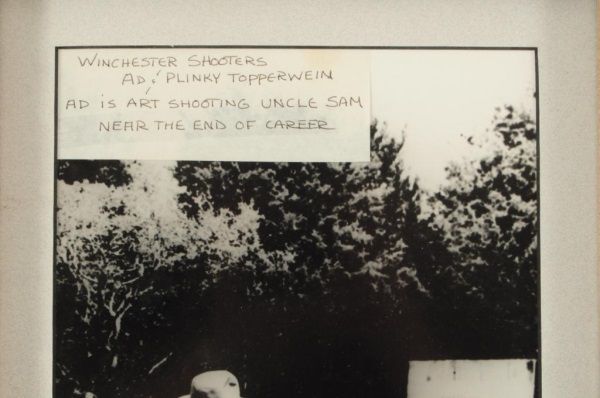 WINCHESTER SHOOTERS
AD & PLINKY TOPPERWEIN
AD IS ART SHOOTING UNCLE SAM
NEAR THE END OF CAREER